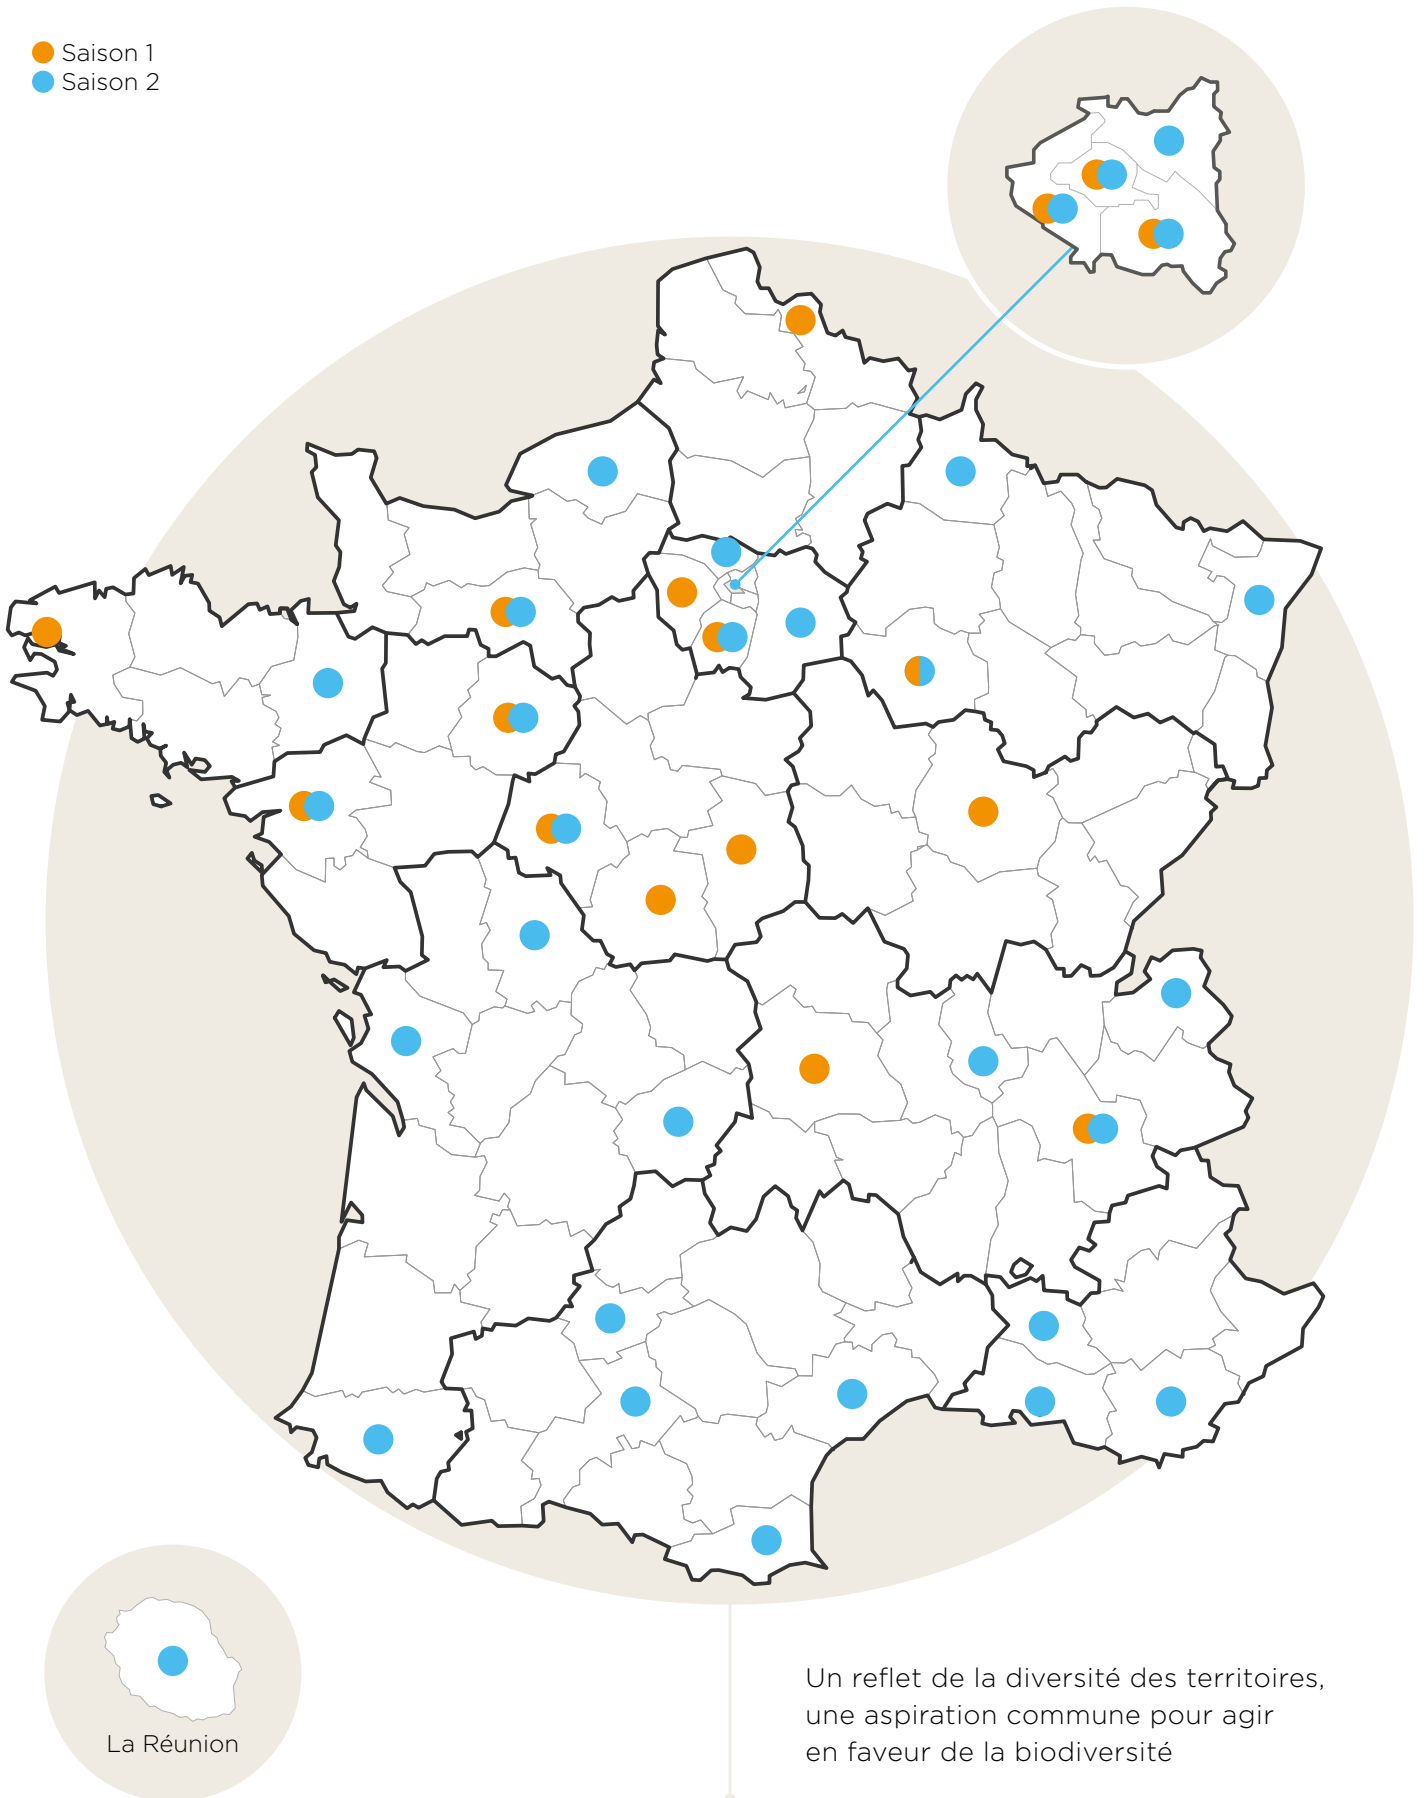 Saison 1
Saison 2
La Réunion
Un reflet de la diversité des territoires,
une aspiration commune pour agir
en faveur de la biodiversité